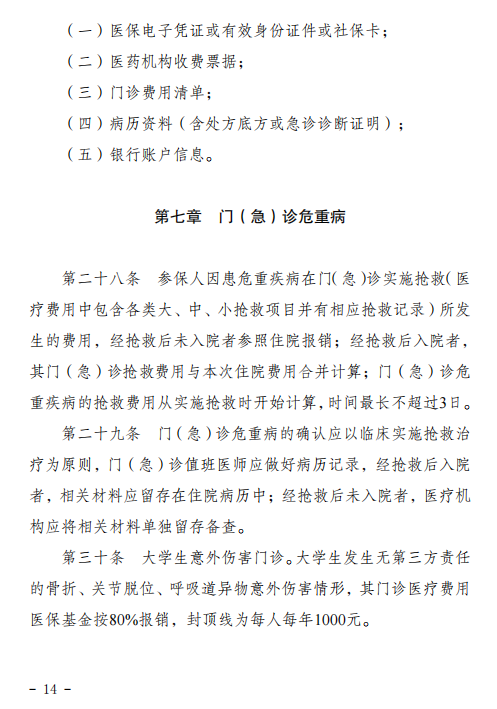 （一）医保电子凭证或有效身份证件或社保卡；
（二）医药机构收费票据；
（三）门诊费用清单；
（四）病历资料（含处方底方或急诊诊断证明）；
（五）银行账户信息。
第七章　门（急）诊危重病
第二十八条　参保人因患危重疾病在门（急）诊实施抢救（医
疗费用中包含各类大、中、小抢救项目并有相应抢救记录）所发
生的费用，经抢救后未入院者参照住院报销；经抢救后入院者，
其门（急）诊抢救费用与本次住院费用合并计算；门（急）诊危
重疾病的抢救费用从实施抢救时开始计算，时间最长不超过3日。
第二十九条　门（急）诊危重病的确认应以临床实施抢救治
疗为原则，门（急）诊值班医师应做好病历记录，经抢救后入院
者，相关材料应留存在住院病历中；经抢救后未入院者，医疗机
构应将相关材料单独留存备查。
第三十条　大学生意外伤害门诊。大学生发生无第三方责任
的骨折、关节脱位、呼吸道异物意外伤害情形，其门诊医疗费用
医保基金按80%报销，封顶线为每人每年1000元。
- 14 -